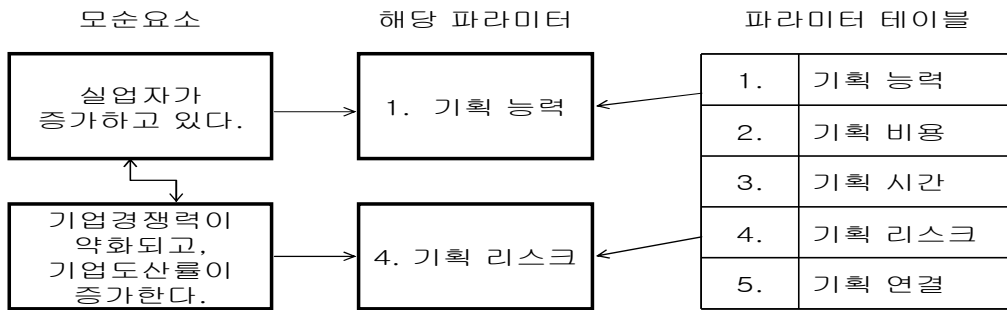 모순요소
해당 파라미터
파라미터 테이블
실업자가
증가하고 있다.
1. 기획 능력
기업경쟁력이
약화되고,
기업도산률이
증가한다.
4. 기획 리스크
1. 기획 능력
2. 기획 비용
3. 기획 시간
4. 기획 리스크
5. 기획 연결